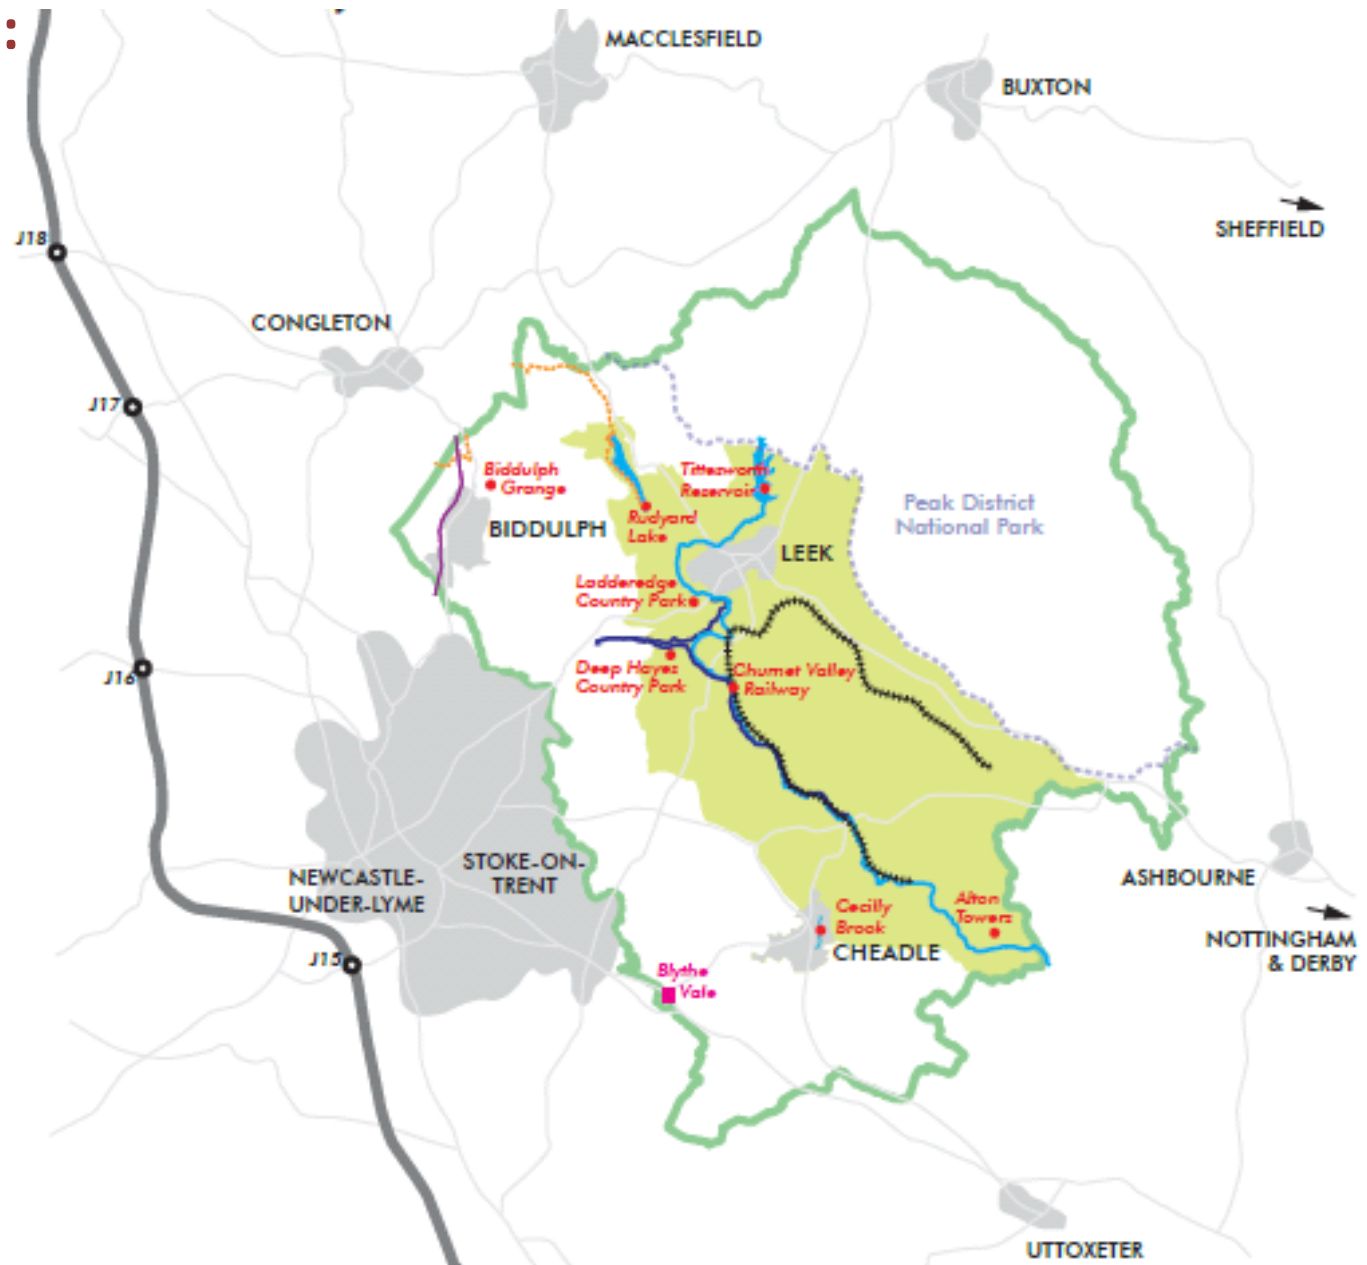 :
MACCLESFIELD
BUXTON
SHEFFIELD
J18
CONGLETON
J17
Biddulph
Grange
BIDDULPH
Tittesworth
Reservoir
Rudyard
Lake
Peak District
National Park
LEEK
Ladderedge
Country Park
Deep Hayes
Country Park
Churnet Valley
Railway
J16
STOKE-ON-
TRENT
NEWCASTLE-
UNDER-LYME
ASHBOURNE
Cecilly
Brook
Alton
Towers
CHEADLE
NOTTINGHAM
& DERBY
J15
Blythe
Vale
UTTOXETER